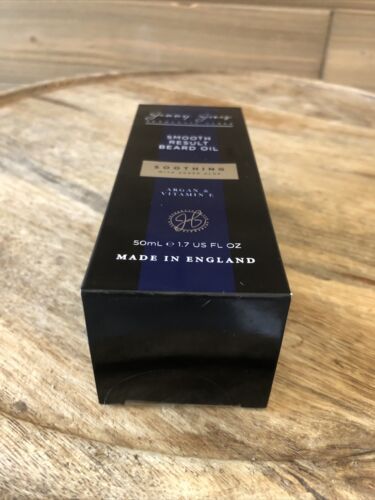 SMOOTH
RESULT
BEARD OIL
SOOTHING
ARGAN &
VITAMIN E
50mL ℮ 1.7 US FL OZ
MADE IN ENGLAND